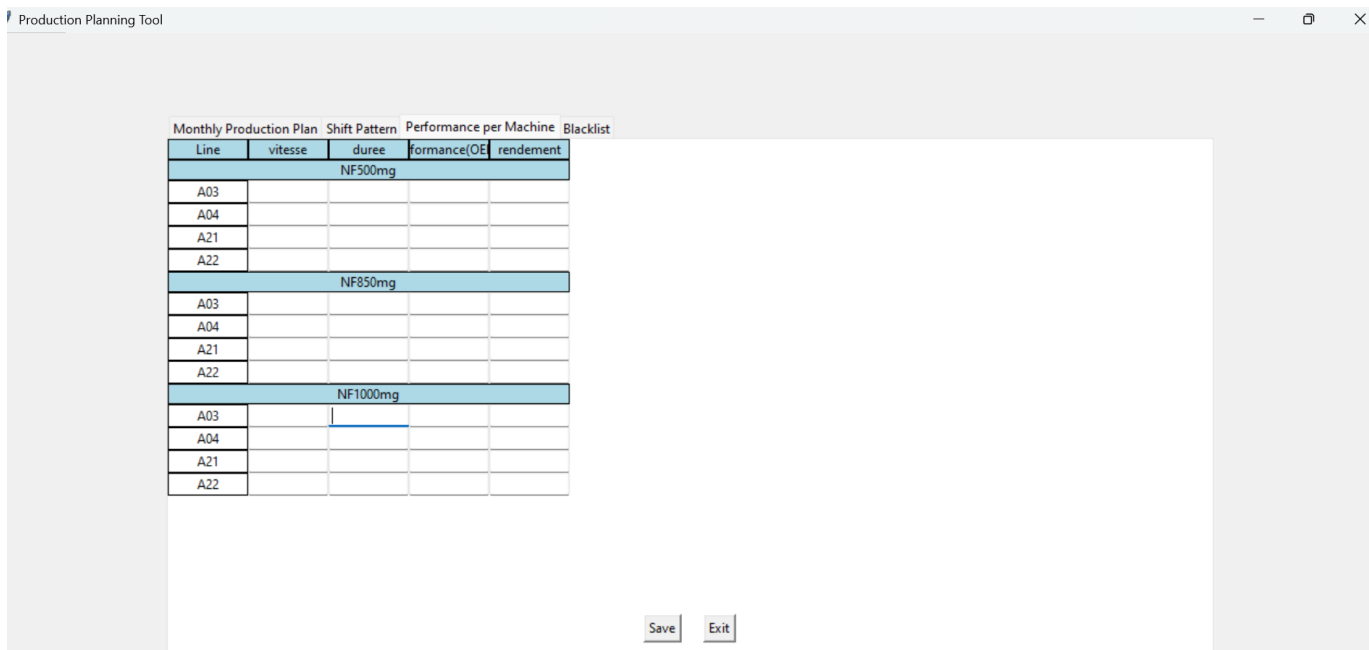 Production Planning Tool
Monthly Production Plan Shift Pattern Performance per Machine Blacklist
Line vitesse duree formance(OEE rendement
NF500mg
A03
A04
A21
A22
NF850mg
A03
A04
A21
A22
NF1000mg
A03
A04
A21
A22
Save Exit